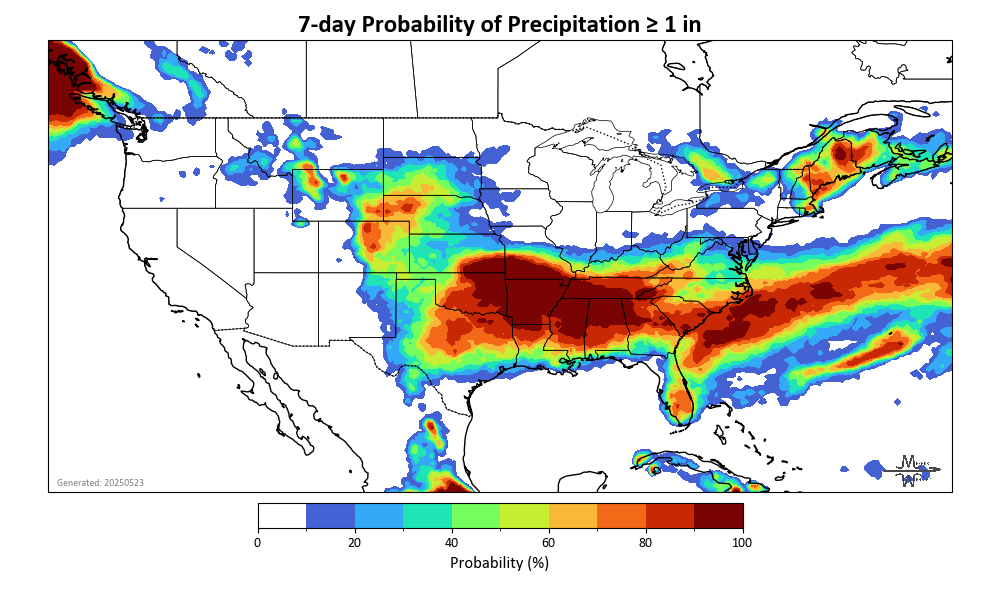 7-day Probability of Precipitation ≥ 1 in
Generated: 20250523
0 20 40 60 80 100
Probability (%)